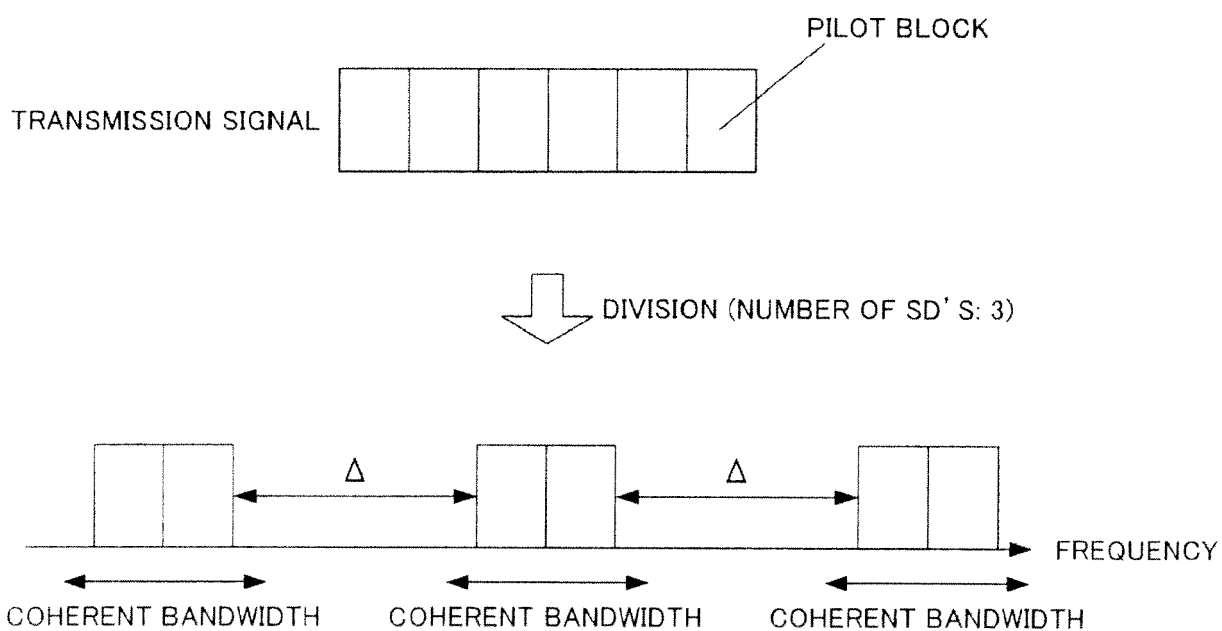 PILOT BLOCK
TRANSMISSION SIGNAL
DIVISION (NUMBER OF SD'S: 3)
Δ Δ
FREQUENCY
COHERENT BANDWIDTH COHERENT BANDWIDTH COHERENT BANDWIDTH